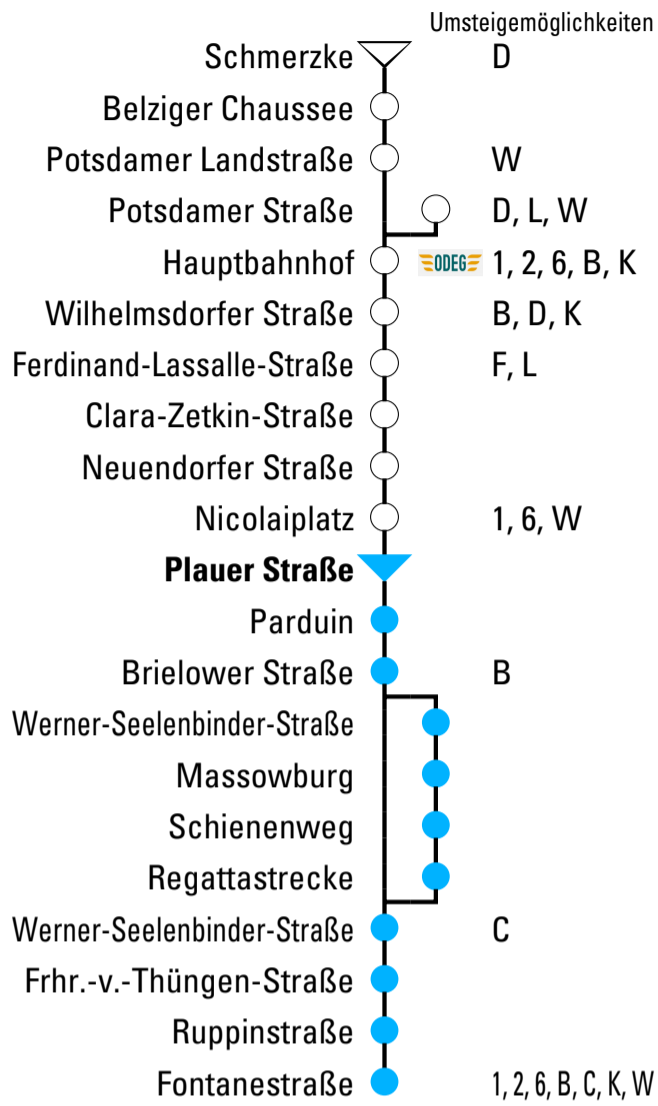 Umsteigemöglichkeiten
Schmerzke D
Belziger Chaussee
Potsdamer Landstraße W
Potsdamer Straße D, L, W
Hauptbahnhof ODEG 1, 2, 6, B, K
Wilhelmsdorfer Straße B, D, K
Ferdinand-Lassalle-Straße F, L
Clara-Zetkin-Straße
Neuendorfer Straße
Nicolaiplatz 1, 6, W
Plauer Straße
Parduin
Brielower Straße B
Werner-Seelenbinder-Straße
Massowburg
Schienenweg
Regattastrecke
Werner-Seelenbinder-Straße C
Frhr.-v.-Thüngen-Straße
Ruppinstraße
Fontanestraße 1, 2, 6, B, C, K, W